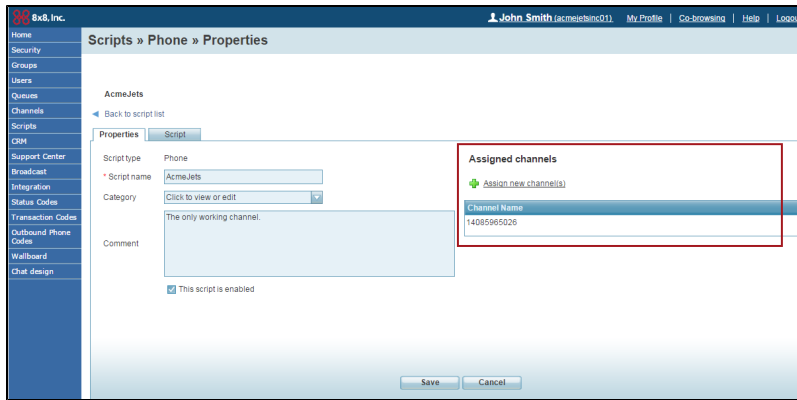 8x8, Inc.
John Smith (acmejetsinc01) My Profile | Co-browsing | Help | Logou
Home
Security
Groups
Users
Queues
Channels
Scripts
CRM
Support Center
Broadcast
Integration
Status Codes
Transaction Codes
Outbound Phone
Codes
Wallboard
Chat design
Scripts » Phone » Properties
AcmeJets
Back to script list
Properties Script
Script type Phone
* Script name AcmeJets
Category Click to view or edit
Comment The only working channel.
This script is enabled
Assigned channels
Assign new channel(s)
Channel Name
14085965026
Save Cancel